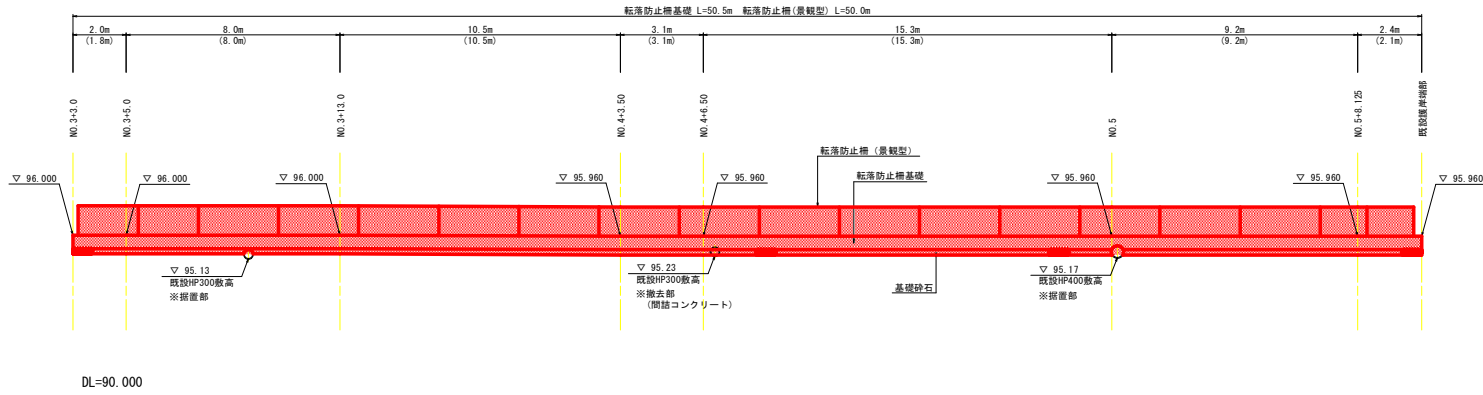 転落防止柵基礎 L=50.5m 転落防止柵(景観型) L=50.0m
2.0m
(1.8m)
8.0m
(8.0m)
10.5m
(10.5m)
3.1m
(3.1m)
15.3m
(15.3m)
9.2m
(9.2m)
2.4m
(2.1m)
NO.3+3.0
NO.3+5.0
NO.3+13.0
NO.4+3.50
NO.4+6.50
NO.5
NO.5+8.125
既設護岸端部
転落防止柵（景観型）
転落防止柵基礎
▽ 96.000
▽ 96.000
▽ 96.000
▽ 95.960
▽ 95.960
▽ 95.960
▽ 95.960
▽ 95.960
▽ 95.13
既設HP300敷高
※据置部
▽ 95.23
既設HP300敷高
※撤去部
(間詰コンクリート)
基礎砕石
▽ 95.17
既設HP400敷高
※据置部
DL=90.000